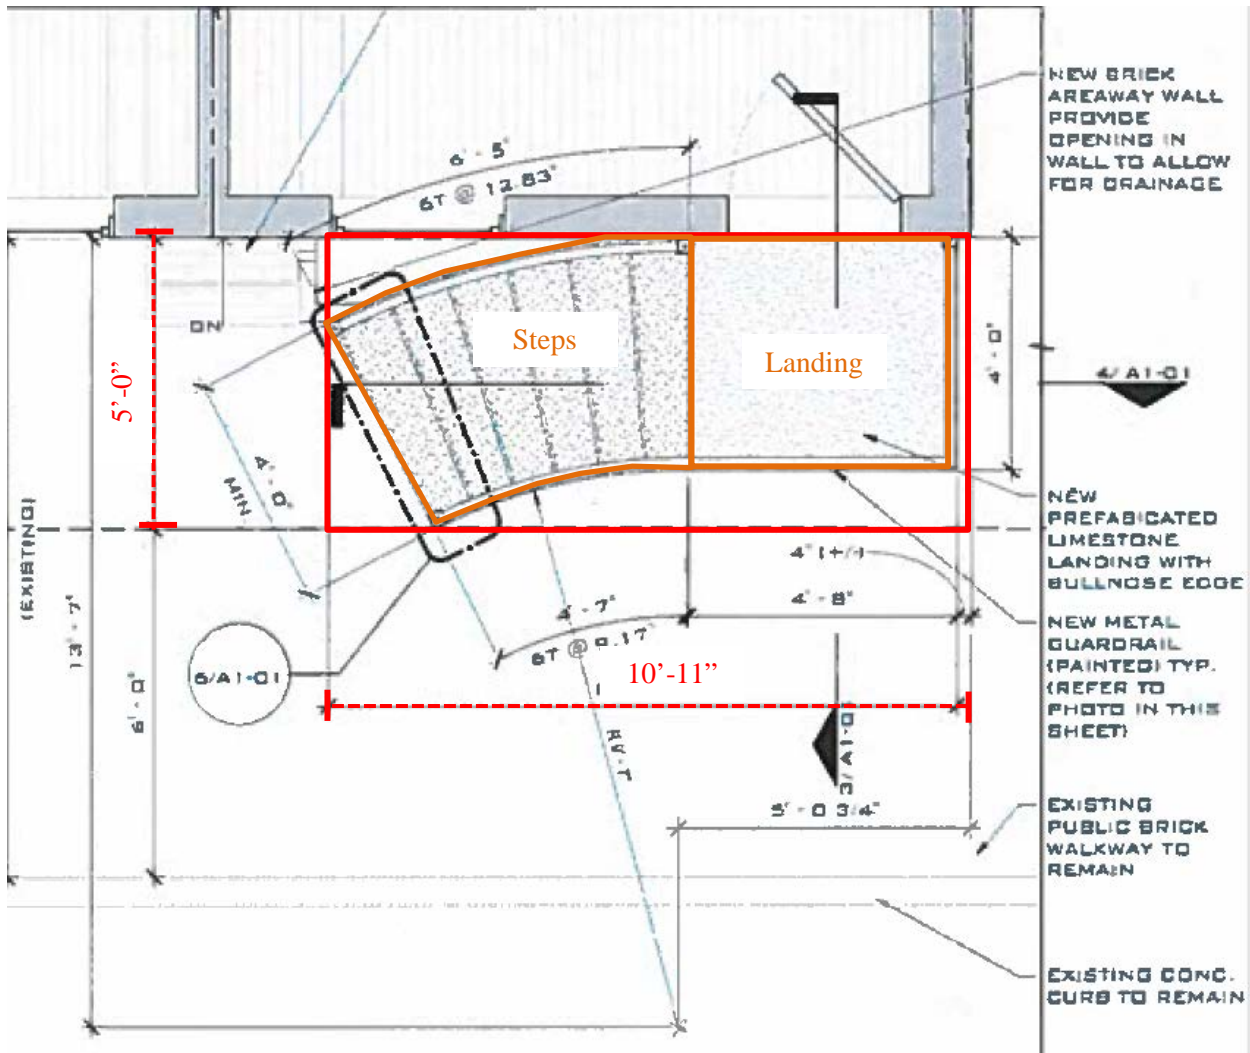 NEW BRICK
AREAWAY WALL
PROVIDE
OPENING IN
WALL TO ALLOW
FOR DRAINAGE
6' - 5"
6T @ 12.83"
DN
Steps
Landing
5'-0"
4' - 0"
4/ A1-01
4' - 0"
MIN.
(EXISTING)
13' - 7"
6' - 0"
4" (+/-)
4' - 8"
4' - 7"
6T @ 9.17"
10'-11"
6/A1-01
3/ A1-01
5' - 0 3/4"
NEW
PREFABICATED
LIMESTONE
LANDING WITH
BULLNOSE EDGE
NEW METAL
GUARDRAIL
(PAINTED) TYP.
(REFER TO
PHOTO IN THIS
SHEET)
EXISTING
PUBLIC BRICK
WALKWAY TO
REMAIN
EXISTING CONC.
CURB TO REMAIN